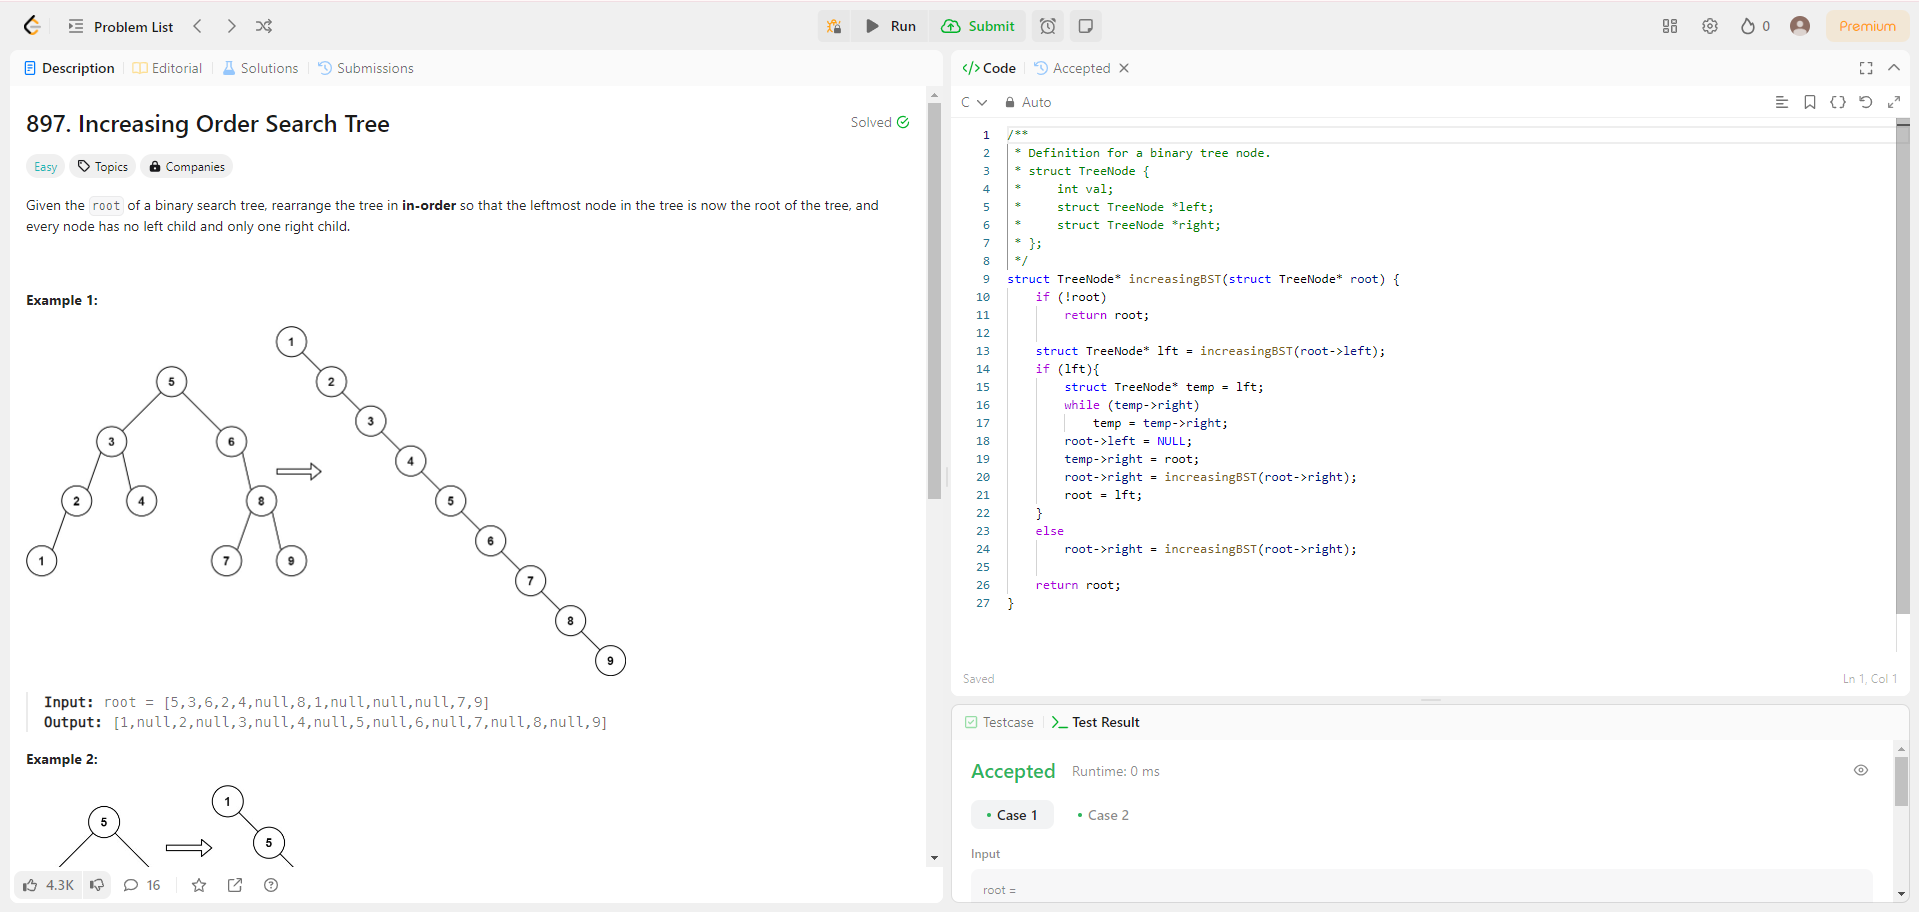 Problem List
Run
Submit
0
Premium
Description
Editorial
Solutions
Submissions
897. Increasing Order Search Tree
Solved
Easy
Topics
Companies
Given the root of a binary search tree, rearrange the tree in in-order so that the leftmost node in the tree is now the root of the tree, and
every node has no left child and only one right child.
Example 1:
1
5
2
3
6
3
4
2
4
8
5
6
1
7
9
7
8
9
Input: root = [5,3,6,2,4,null,8,1,null,null,null,7,9]
Output: [1,null,2,null,3,null,4,null,5,null,6,null,7,null,8,null,9]
Example 2:
1
5
5
4.3K
16
Code
Accepted
C
Auto
1 /**
2  * Definition for a binary tree node.
3  * struct TreeNode {
4  *     int val;
5  *     struct TreeNode *left;
6  *     struct TreeNode *right;
7  * };
8  */
9 struct TreeNode* increasingBST(struct TreeNode* root) {
10     if (!root)
11         return root;
12
13     struct TreeNode* lft = increasingBST(root->left);
14     if (lft){
15         struct TreeNode* temp = lft;
16         while (temp->right)
17             temp = temp->right;
18         root->left = NULL;
19         temp->right = root;
20         root->right = increasingBST(root->right);
21         root = lft;
22     }
23     else
24         root->right = increasingBST(root->right);
25
26     return root;
27 }
Saved
Ln 1, Col 1
Testcase
Test Result
Accepted
Runtime: 0 ms
• Case 1
• Case 2
Input
root =